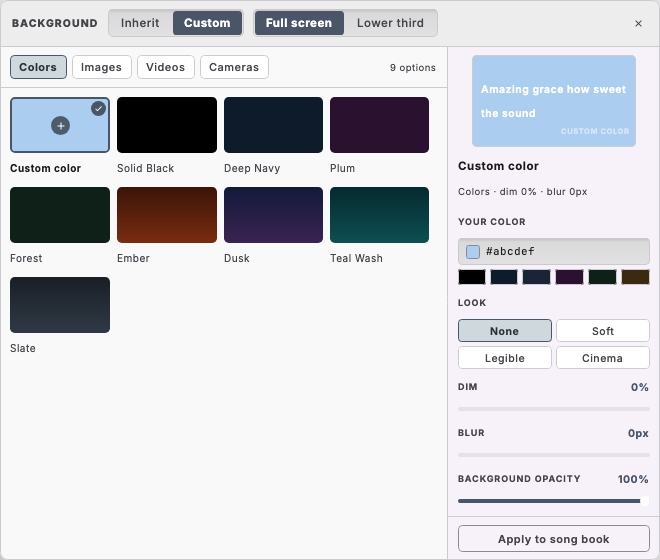 BACKGROUND Inherit Custom Full screen Lower third ×
Colors Images Videos Cameras 9 options
Custom color Solid Black Deep Navy Plum
Forest Ember Dusk Teal Wash
Slate
Amazing grace how sweet
the sound
CUSTOM COLOR
Custom color
Colors · dim 0% · blur 0px
YOUR COLOR
#abcdef
LOOK
None Soft
Legible Cinema
DIM 0%
BLUR 0px
BACKGROUND OPACITY 100%
Apply to song book